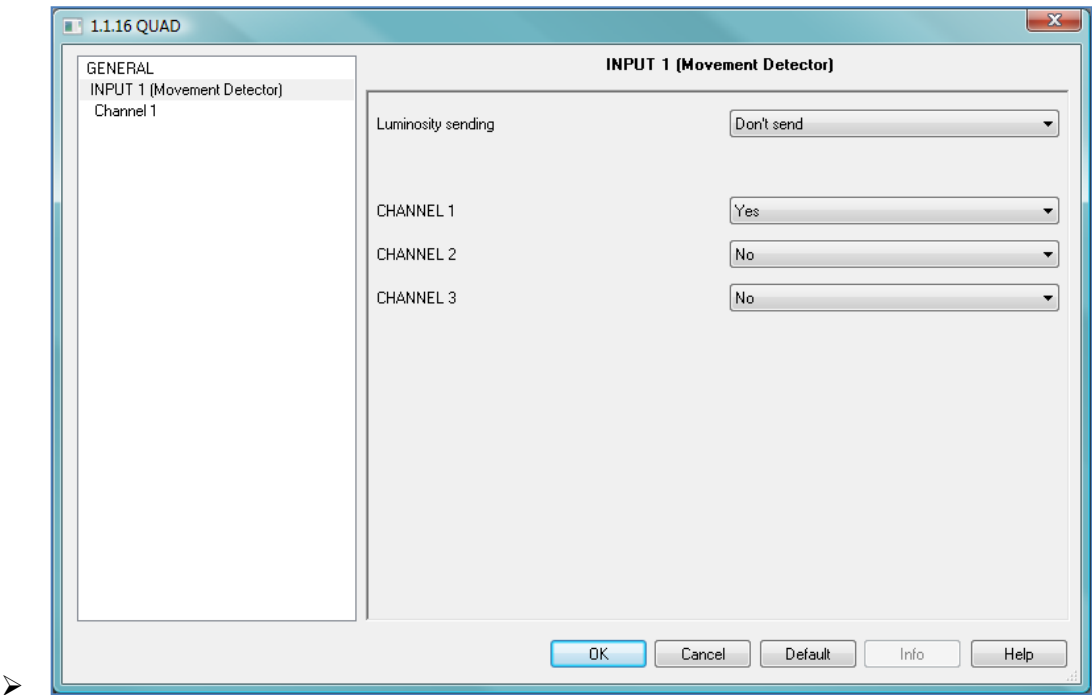 1.1.16 QUAD
GENERAL
INPUT 1 (Movement Detector)
Channel 1
INPUT 1 (Movement Detector)
Luminosity sending Don't send
CHANNEL 1 Yes
CHANNEL 2 No
CHANNEL 3 No
OK Cancel Default Info Help